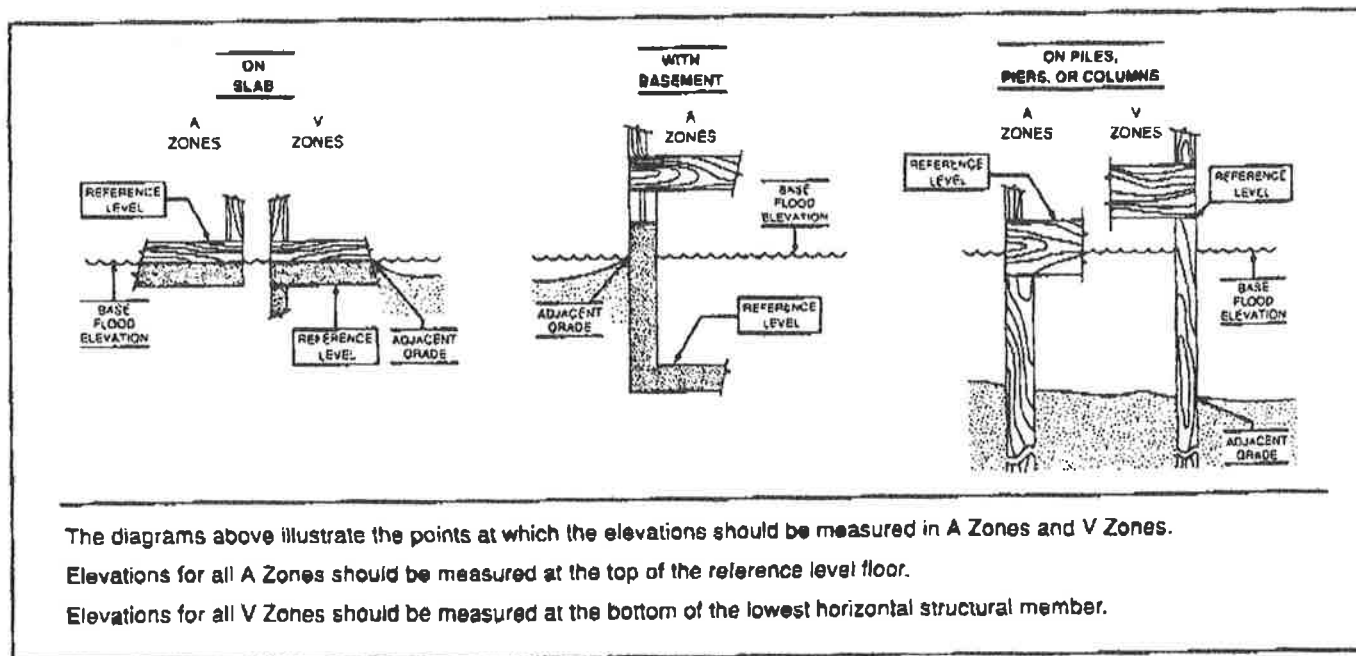 ON
SLAB
A
ZONES
V
ZONES
REFERENCE
LEVEL
BASE
FLOOD
ELEVATION
REFERENCE
LEVEL
ADJACENT
GRADE
WITH
BASEMENT
A
ZONES
BASE
FLOOD
ELEVATION
ADJACENT
GRADE
REFERENCE
LEVEL
ON PILES,
PIERS, OR COLUMNS
A
ZONES
V
ZONES
REFERENCE
LEVEL
REFERENCE
LEVEL
BASE
FLOOD
ELEVATION
ADJACENT
GRADE
The diagrams above illustrate the points at which the elevations should be measured in A Zones and V Zones.
Elevations for all A Zones should be measured at the top of the reference level floor.
Elevations for all V Zones should be measured at the bottom of the lowest horizontal structural member.